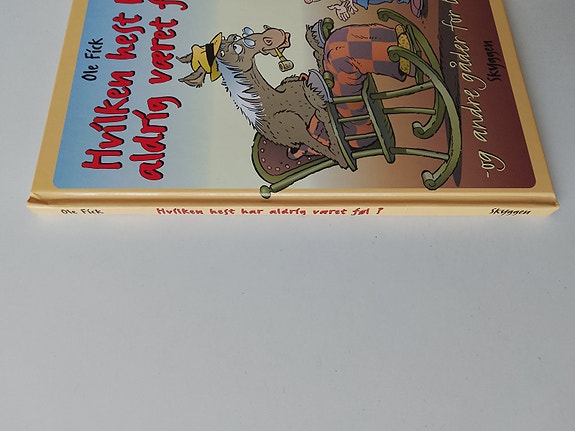 Ole Fick
Hvilken hest
aldrig været f
-og andre gåder for
Skyggen
Ole Fick
Hvilken hest har aldrig været føl ?
Skyggen